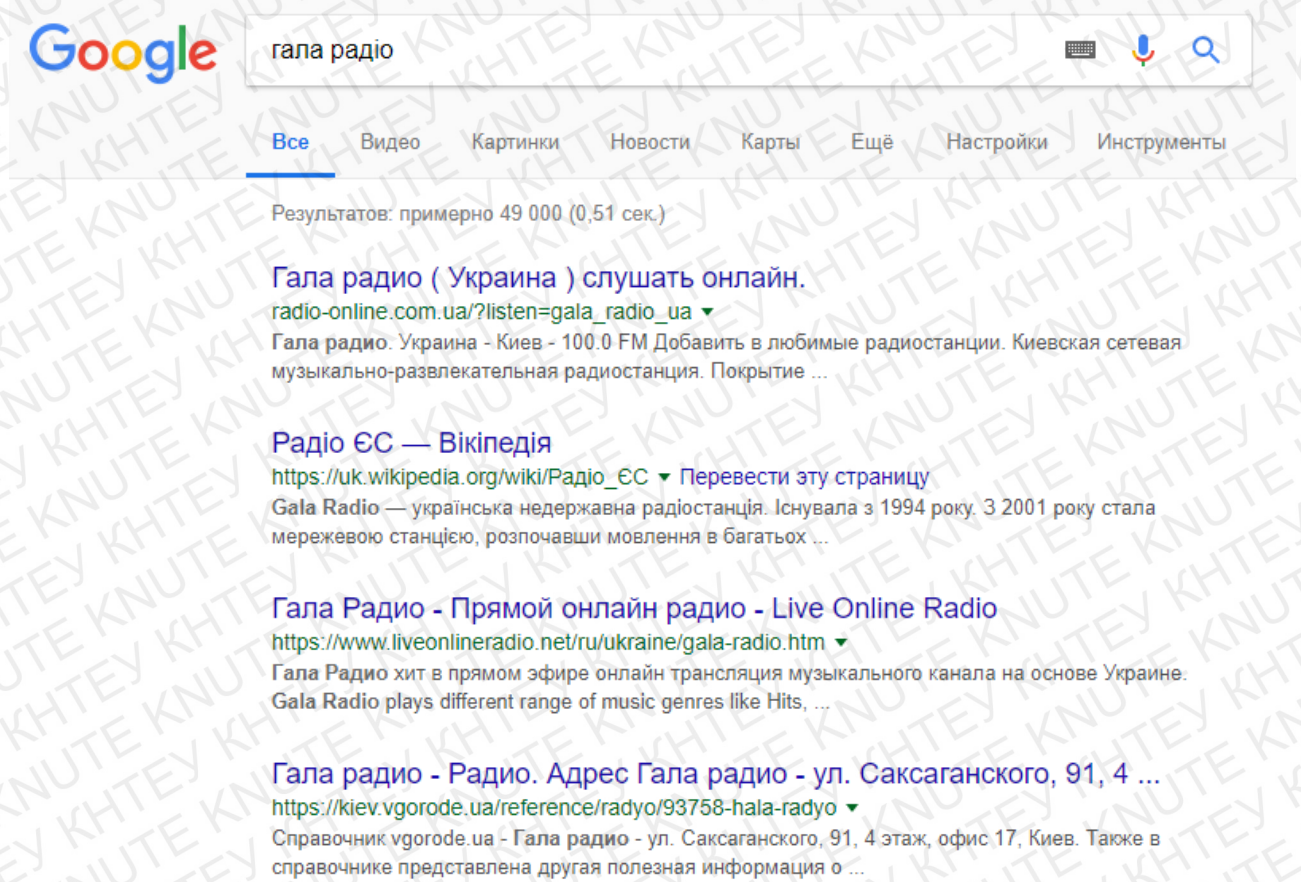 Google
гала радіо
Все Видео Картинки Новости Карты Ещё Настройки Инструменты
Результатов: примерно 49 000 (0,51 сек.)
Гала радио ( Украина ) слушать онлайн.
radio-online.com.ua/?listen=gala_radio_ua
Гала радио. Украина - Киев - 100.0 FM Добавить в любимые радиостанции. Киевская сетевая
музыкально-развлекательная радиостанция. Покрытие ...
Радіо ЄС — Вікіпедія
https://uk.wikipedia.org/wiki/Радіо_ЄС Перевести эту страницу
Gala Radio — українська недержавна радіостанція. Існувала з 1994 року. З 2001 року стала
мережевою станцією, розпочавши мовлення в багатьох ...
Гала Радио - Прямой онлайн радио - Live Online Radio
https://www.liveonlineradio.net/ru/ukraine/gala-radio.htm
Гала Радио хит в прямом эфире онлайн трансляция музыкального канала на основе Украине.
Gala Radio plays different range of music genres like Hits, ...
Гала радио - Радио. Адрес Гала радио - ул. Саксаганского, 91, 4 ...
https://kiev.vgorode.ua/reference/radyo/93758-hala-radyo
Справочник vgorode.ua - Гала радио - ул. Саксаганского, 91, 4 этаж, офис 17, Киев. Также в
справочнике представлена другая полезная информация о ...